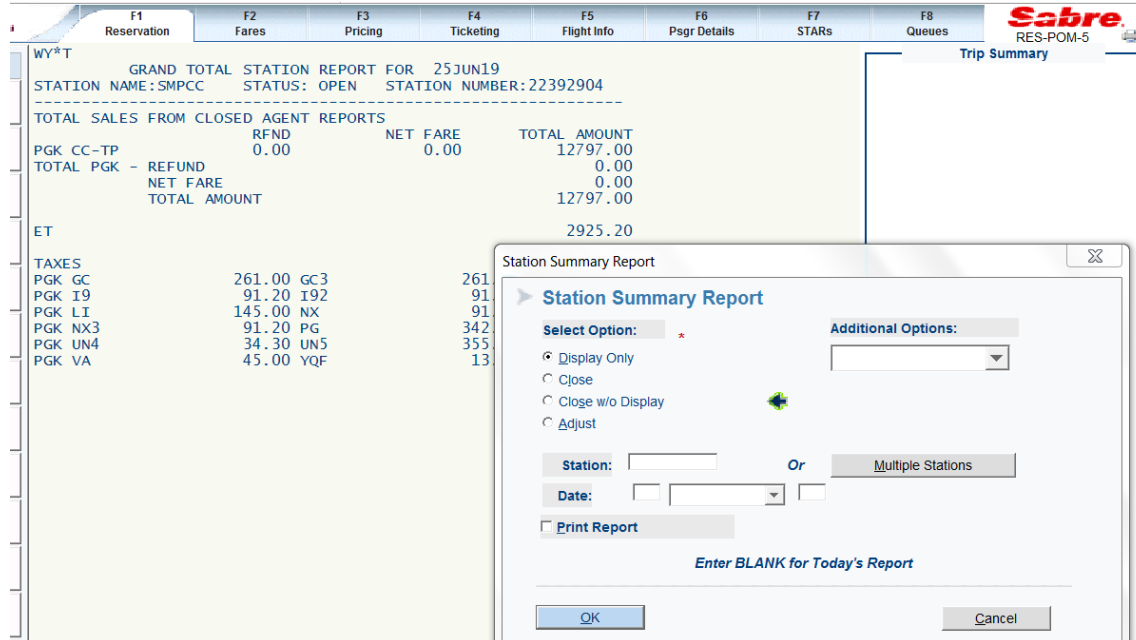 F1 F2 F3 F4 F5 F6 F7 F8 Sabre.
Reservation Fares Pricing Ticketing Flight Info Psgr Details STARs Queues RES-POM-5
WY*T
Trip Summary
GRAND TOTAL STATION REPORT FOR 25JUN19
STATION NAME:SMPCC STATUS: OPEN STATION NUMBER:22392904
--------------------------------------------------------------
TOTAL SALES FROM CLOSED AGENT REPORTS
RFND NET FARE TOTAL AMOUNT
PGK CC-TP 0.00 0.00 12797.00
TOTAL PGK - REFUND 0.00
NET FARE 0.00
TOTAL AMOUNT 12797.00
ET 2925.20
TAXES
PGK GC 261.00 GC3 261.
PGK I9 91.20 I92 91.
PGK LI 145.00 NX 91.
PGK NX3 91.20 PG 342.
PGK UN4 34.30 UN5 355.
PGK VA 45.00 YQF 13.
Station Summary Report
Station Summary Report
Select Option: * Additional Options:
Display Only
Close
Close w/o Display
Adjust
Station: Or Multiple Stations
Date:
Print Report
Enter BLANK for Today's Report
OK Cancel